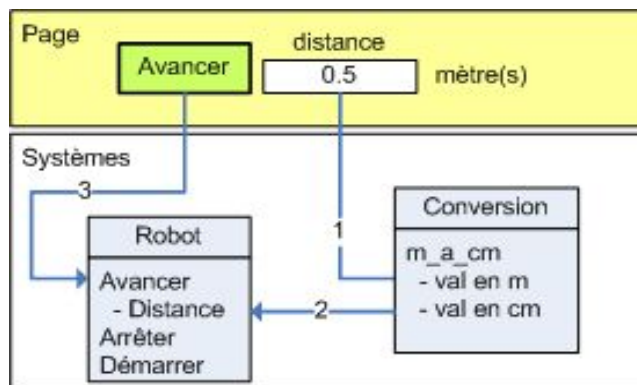 Page
distance
Avancer
0.5
mètre(s)
Systèmes
3
1
Conversion
m_a_cm
- val en m
- val en cm
Robot
Avancer
- Distance
Arrêter
Démarrer
2